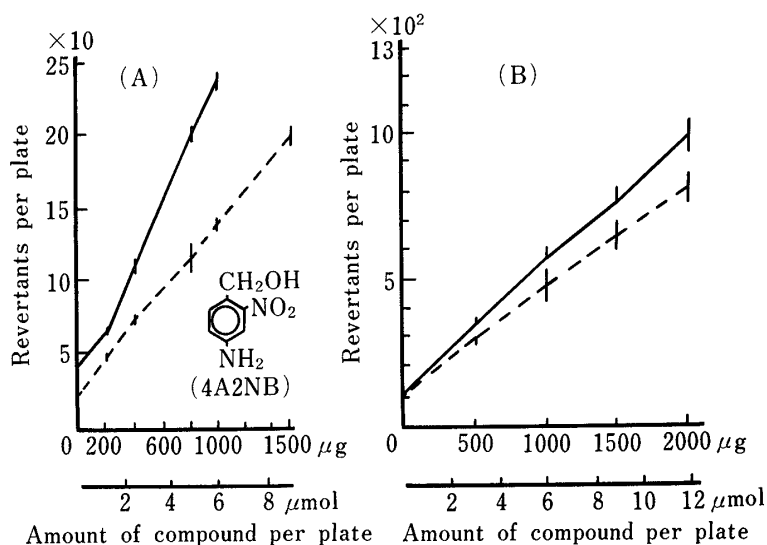 ×10
25
20
15
10
5
Revertants per plate
(A)
CH₂OH
NO₂
NH₂
(4A2NB)
0 200 600 1000 1500 μg
2 4 6 8 μmol
Amount of compound per plate
×10²
13
10
5
Revertants per plate
(B)
0 500 1000 1500 2000 μg
2 4 6 8 10 12 μmol
Amount of compound per plate